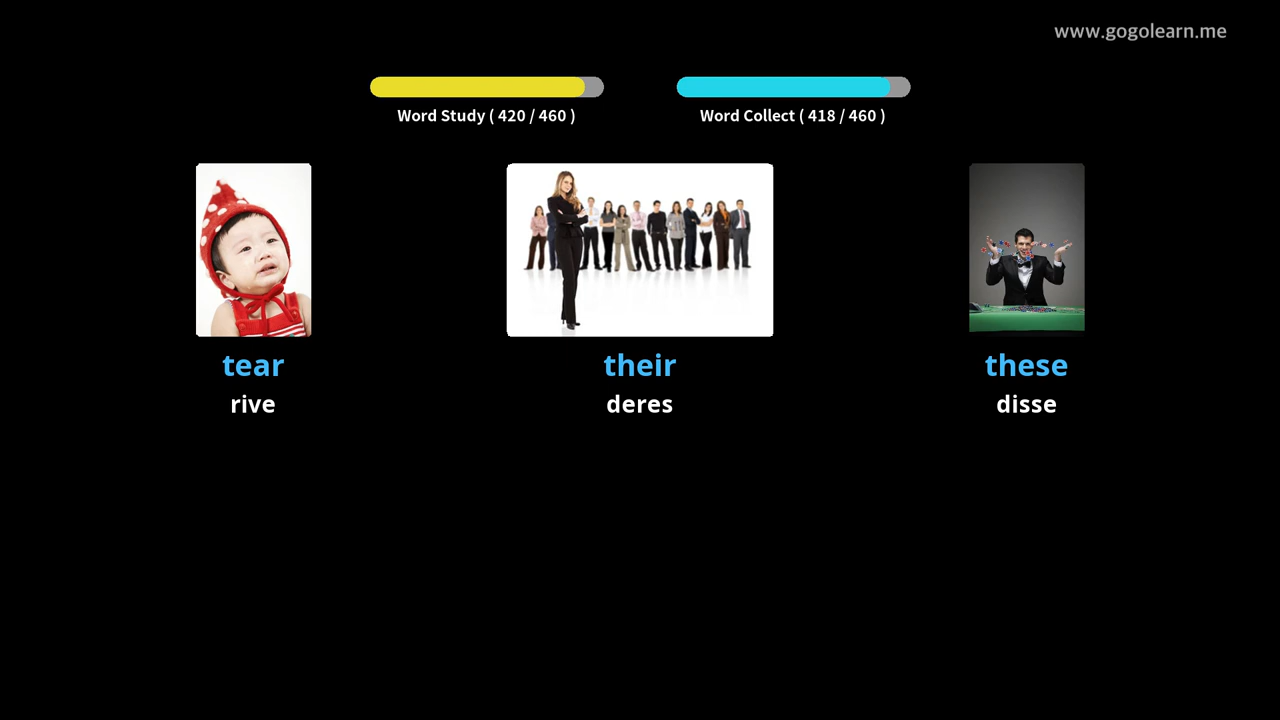 www.gogolearn.me
Word Study ( 420 / 460 )
Word Collect ( 418 / 460 )
tear
rive
their
deres
these
disse